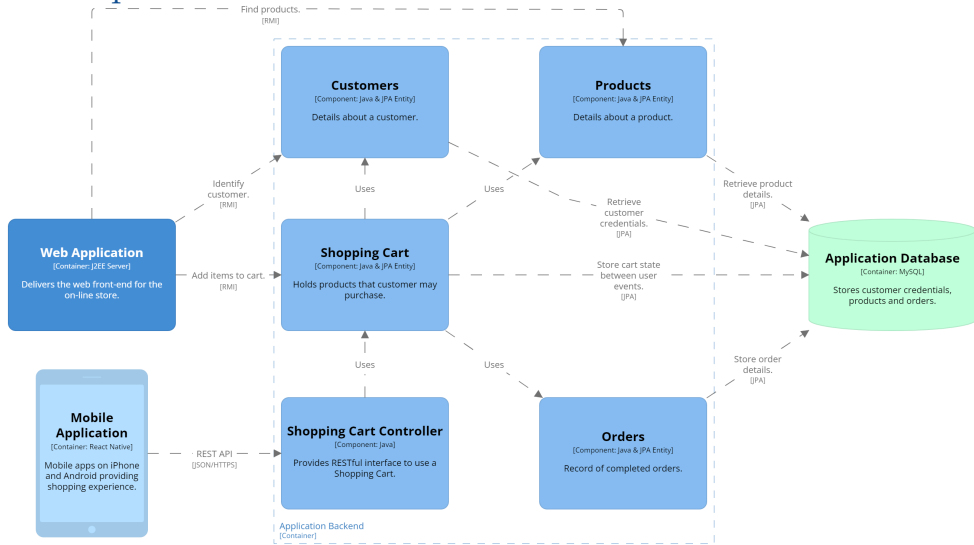 Find products.
[RMI]
Customers
[Component: Java & JPA Entity]
Details about a customer.
Products
[Component: Java & JPA Entity]
Details about a product.
Identify
customer.
[RMI]
Uses
Uses
Retrieve
customer
credentials.
[JPA]
Retrieve product
details.
[JPA]
Web Application
[Container: J2EE Server]
Delivers the web front-end for the
on-line store.
Add items to cart.
[RMI]
Shopping Cart
[Component: Java & JPA Entity]
Holds products that customer may
purchase.
Store cart state
between user
events.
[JPA]
Application Database
[Container: MySQL]
Stores customer credentials,
products and orders.
Uses
Uses
Store order
details.
[JPA]
Mobile
Application
[Container: React Native]
Mobile apps on iPhone
and Android providing
shopping experience.
REST API
[JSON/HTTPS]
Shopping Cart Controller
[Component: Java]
Provides RESTful interface to use a
Shopping Cart.
Orders
[Component: Java & JPA Entity]
Record of completed orders.
Application Backend
[Container]